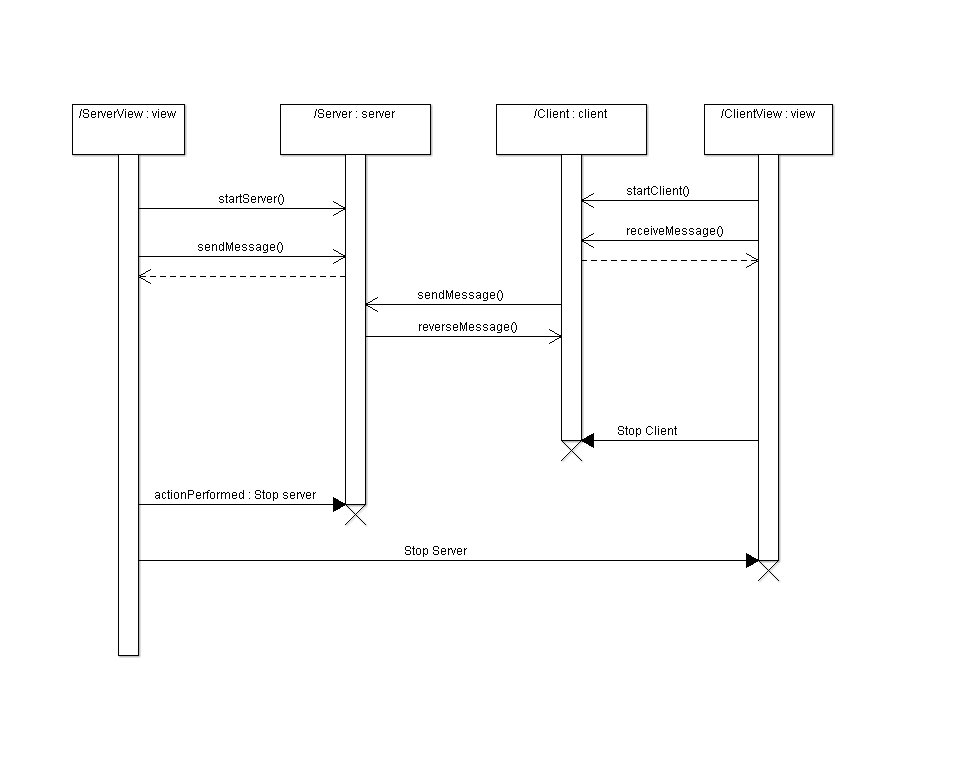 /ServerView : view
/Server : server
/Client : client
/ClientView : view
startServer()
startClient()
sendMessage()
receiveMessage()
sendMessage()
reverseMessage()
Stop Client
actionPerformed : Stop server
Stop Server